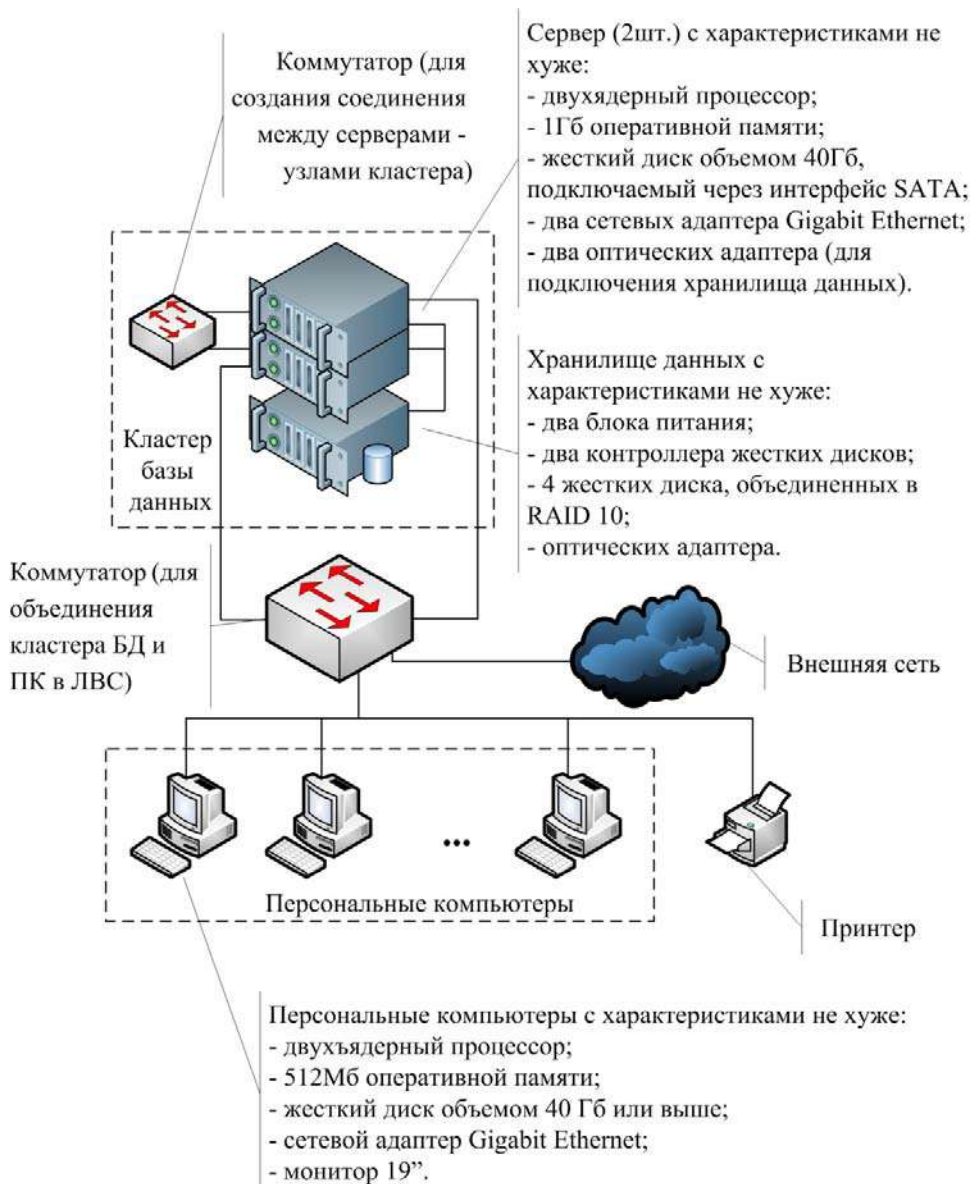 Коммутатор (для
создания соединения
между серверами -
узлами кластера)
Сервер (2шт.) с характеристиками не
хуже:
- двухядерный процессор;
- 1Гб оперативной памяти;
- жесткий диск объемом 40Гб,
подключаемый через интерфейс SATA;
- два сетевых адаптера Gigabit Ethernet;
- два оптических адаптера (для
подключения хранилища данных).
Хранилище данных с
характеристиками не хуже:
- два блока питания;
- два контроллера жестких дисков;
- 4 жестких диска, объединенных в
RAID 10;
- оптических адаптера.
Кластер
базы
данных
Коммутатор (для
объединения
кластера БД и
ПК в ЛВС)
Внешняя сеть
...
Персональные компьютеры
Принтер
Персональные компьютеры с характеристиками не хуже:
- двухъядерный процессор;
- 512Мб оперативной памяти;
- жесткий диск объемом 40 Гб или выше;
- сетевой адаптер Gigabit Ethernet;
- монитор 19”.